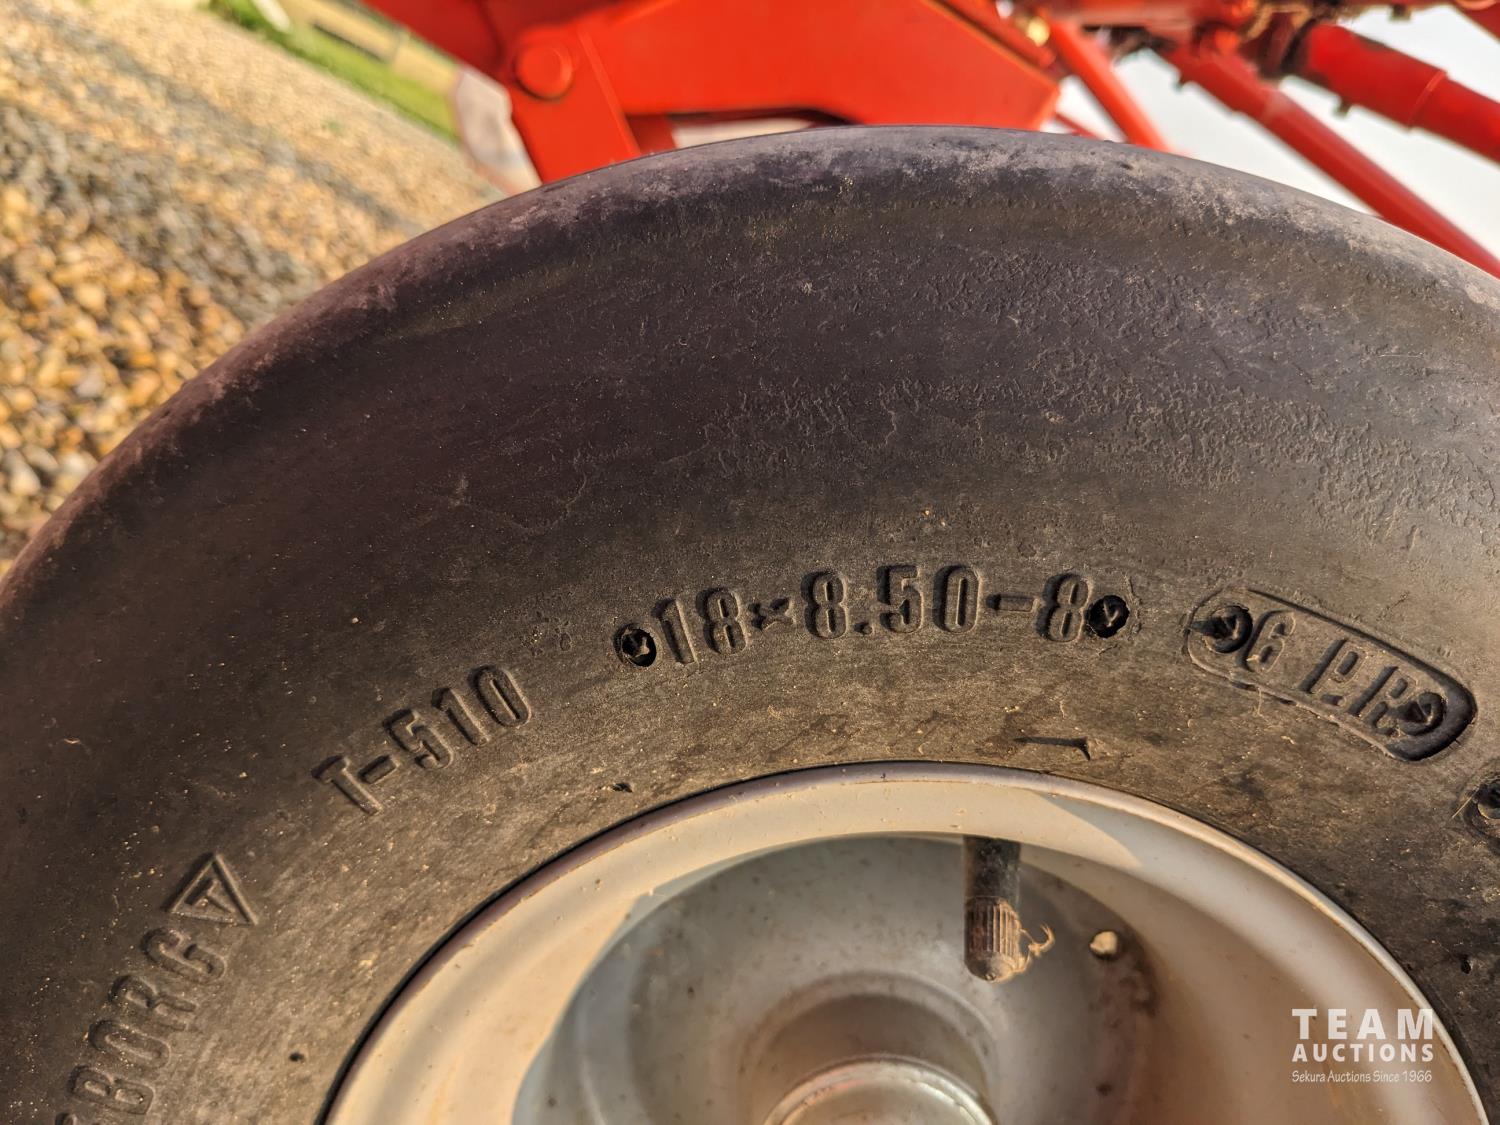 BORG T
T-510
18×8.50-8
6 P.R.
TEAM
AUCTIONS
Sekura Auctions Since 1966